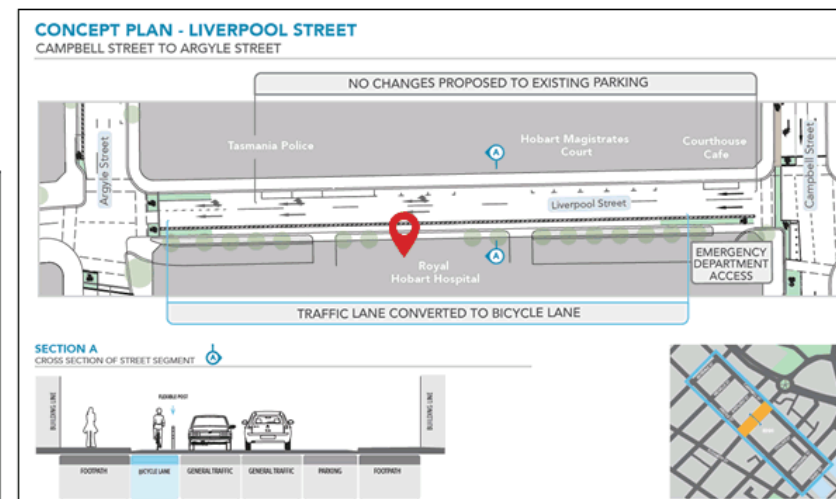 CONCEPT PLAN - LIVERPOOL STREET
CAMPBELL STREET TO ARGYLE STREET
NO CHANGES PROPOSED TO EXISTING PARKING
Tasmania Police
Hobart Magistrates
Court
Courthouse
Cafe
Argyle Street
Campbell Street
A
Liverpool Street
A
Royal
Hobart Hospital
EMERGENCY
DEPARTMENT
ACCESS
TRAFFIC LANE CONVERTED TO BICYCLE LANE
SECTION A
CROSS SECTION OF STREET SEGMENT
A
BUILDING LINE
FLEXIBLE POST
BUILDING LINE
FOOTPATH
BICYCLE LANE
GENERAL TRAFFIC
GENERAL TRAFFIC
PARKING
FOOTPATH